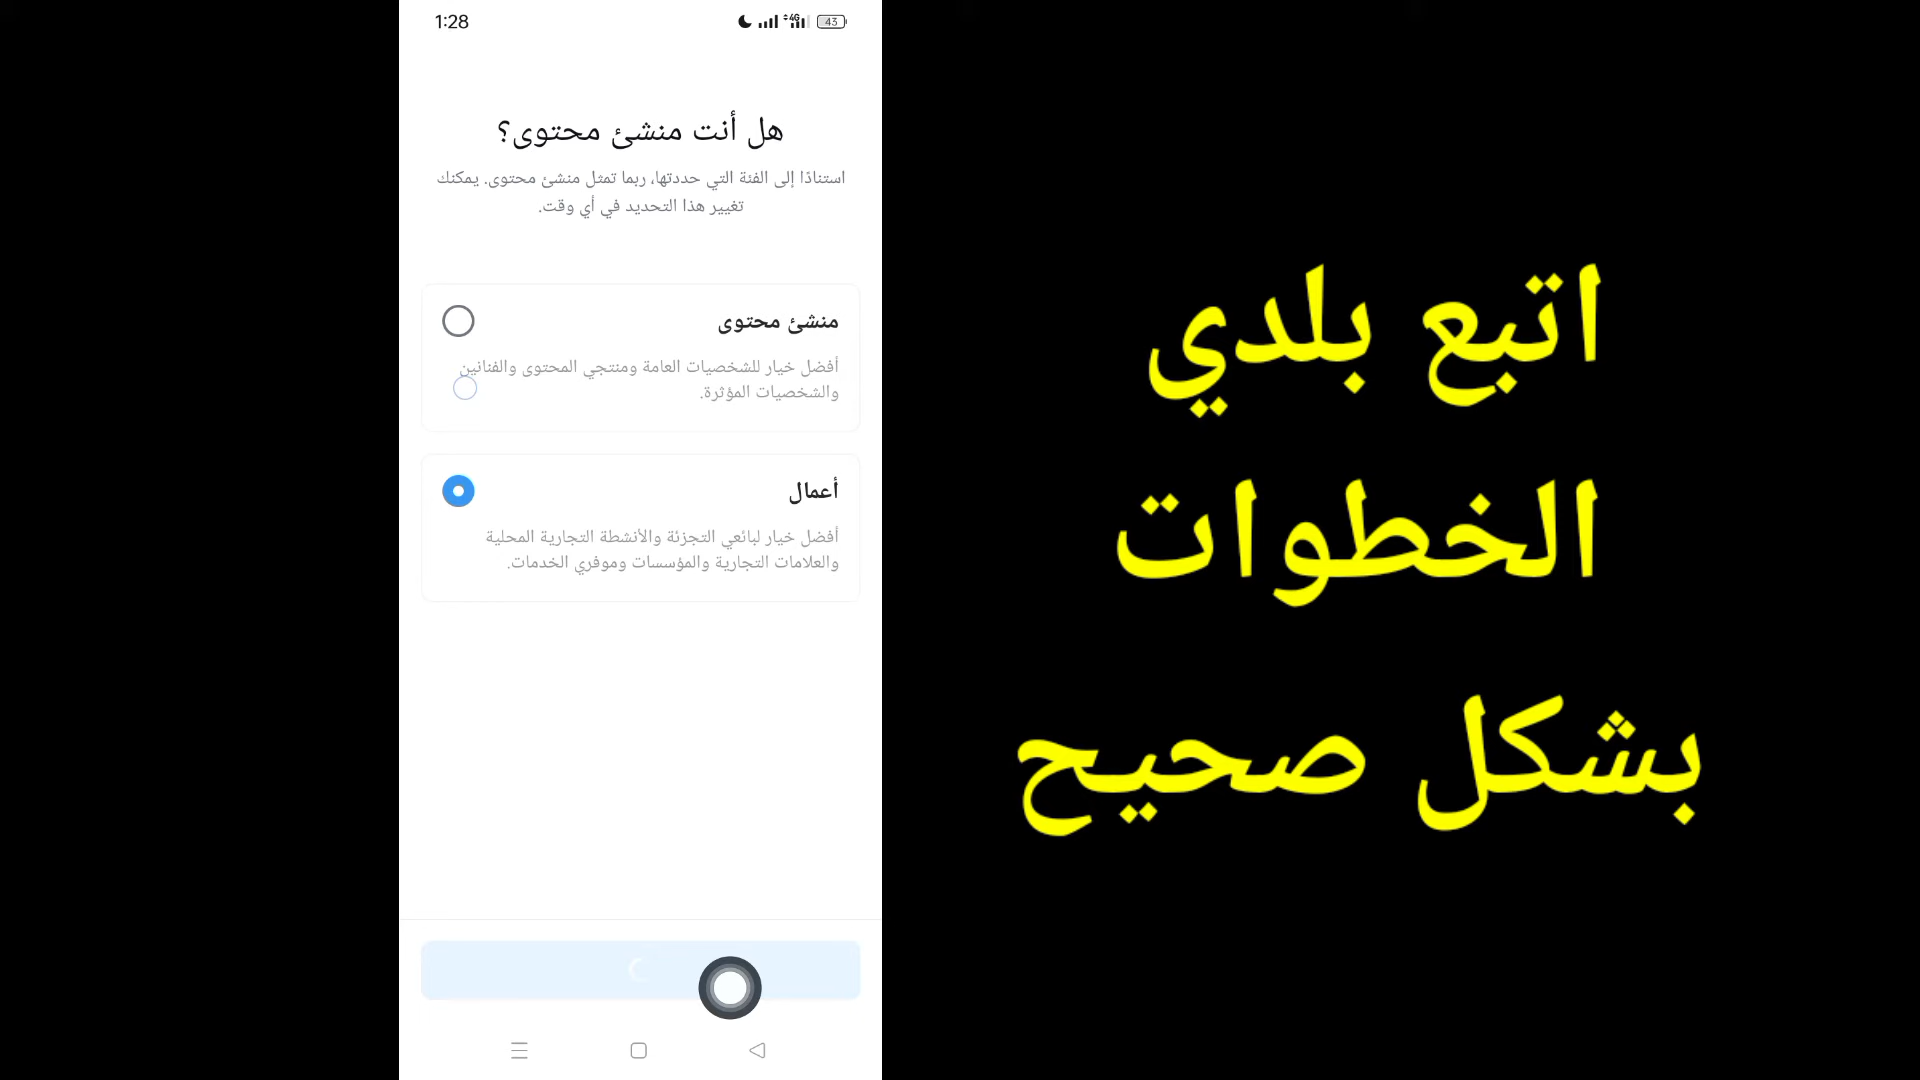 1:28
4G
43
هل أنت منشئ محتوى؟
استنادًا إلى الفئة التي حددتها، ربما تمثل منشئ محتوى. يمكنك
تغيير هذا التحديد في أي وقت.
منشئ محتوى
أفضل خيار للشخصيات العامة ومنتجي المحتوى والفنانين
والشخصيات المؤثرة.
أعمال
أفضل خيار لبائعي التجزئة والأنشطة التجارية المحلية
والعلامات التجارية والمؤسسات وموفري الخدمات.
اتبع بلدي
الخطوات
بشكل صحيح